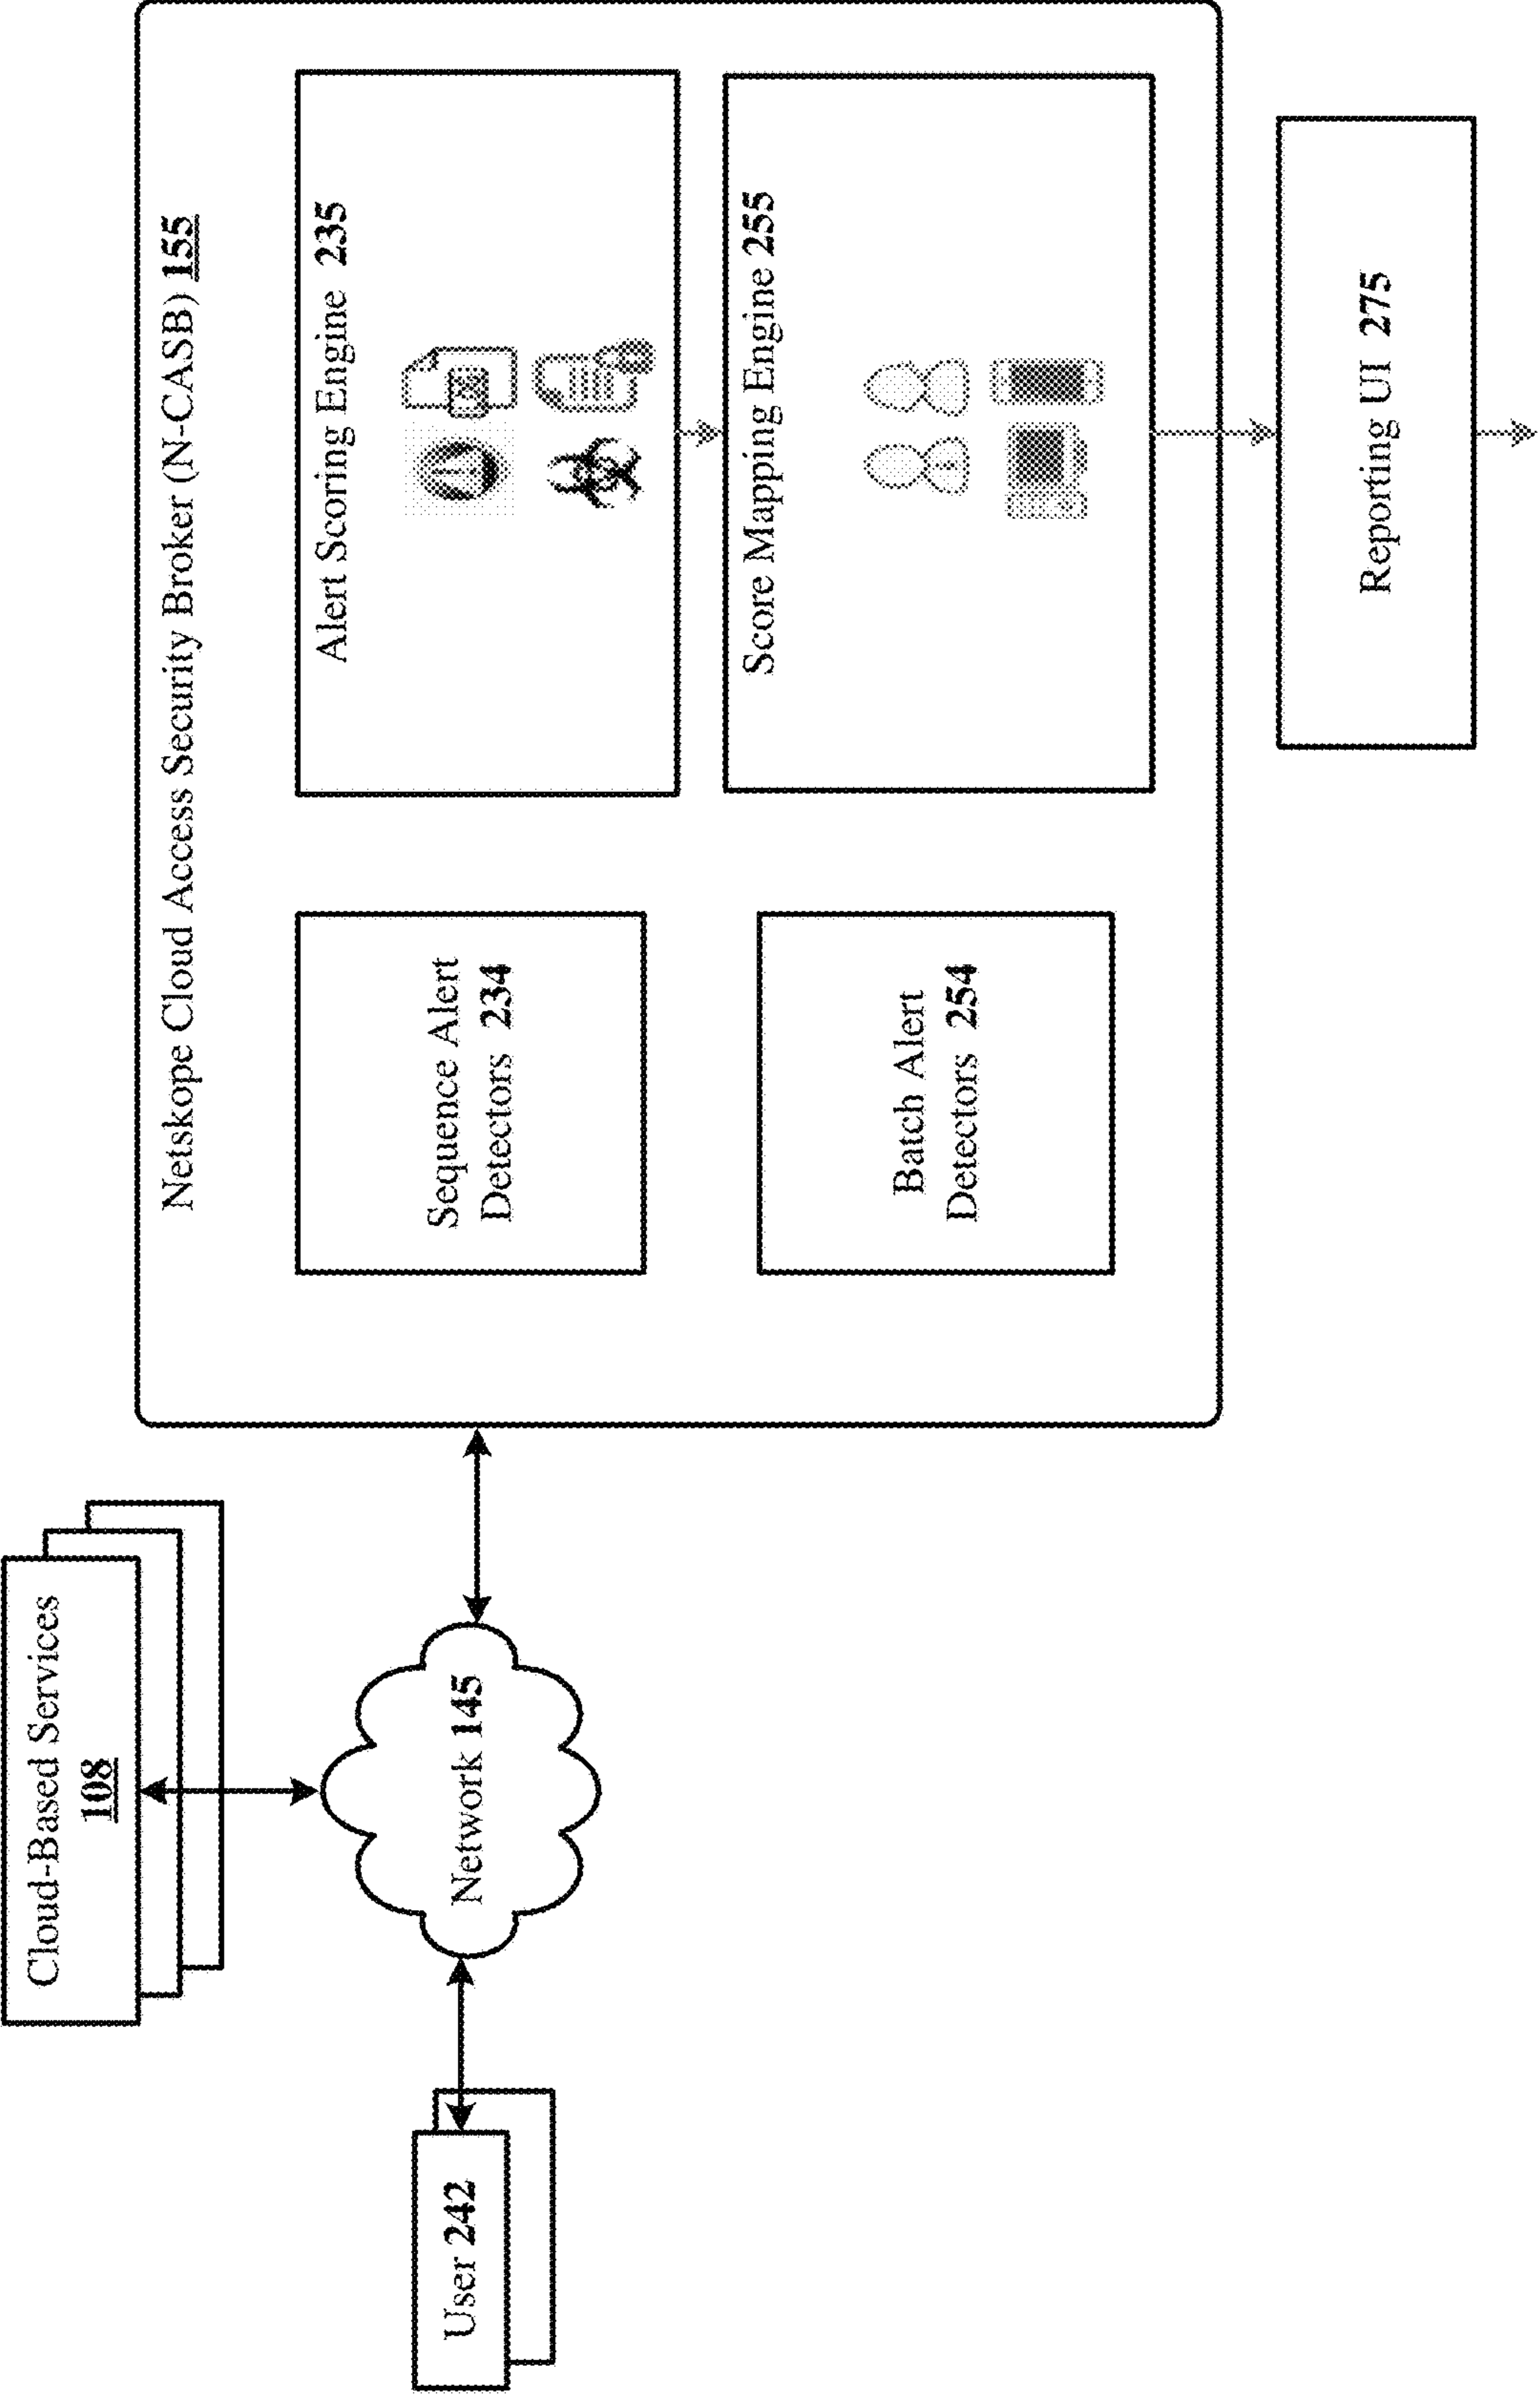 Cloud-Based Services
108
User 242
Network 145
Netskope Cloud Access Security Broker (N-CASB) 155
Sequence Alert
Detectors 234
Alert Scoring Engine 235
Batch Alert
Detectors 254
Score Mapping Engine 255
Reporting UI 275